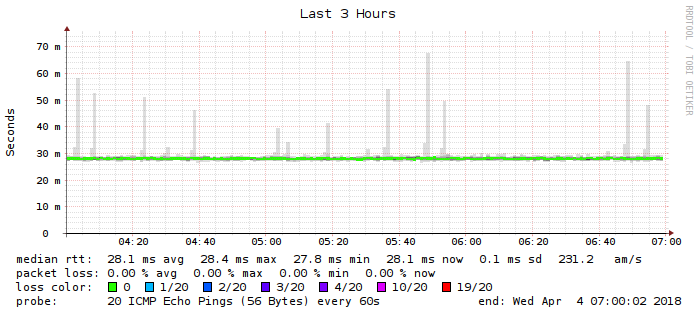 Last 3 Hours
RRDTOOL / TOBI OETIKER
Seconds
70 m
60 m
50 m
40 m
30 m
20 m
10 m
0
04:20 04:40 05:00 05:20 05:40 06:00 06:20 06:40 07:00
median rtt: 28.1 ms avg 28.4 ms max 27.8 ms min 28.1 ms now 0.1 ms sd 231.2 am/s
packet loss: 0.00 % avg 0.00 % max 0.00 % min 0.00 % now
loss color: 0 1/20 2/20 3/20 4/20 10/20 19/20
probe: 20 ICMP Echo Pings (56 Bytes) every 60s end: Wed Apr 4 07:00:02 2018